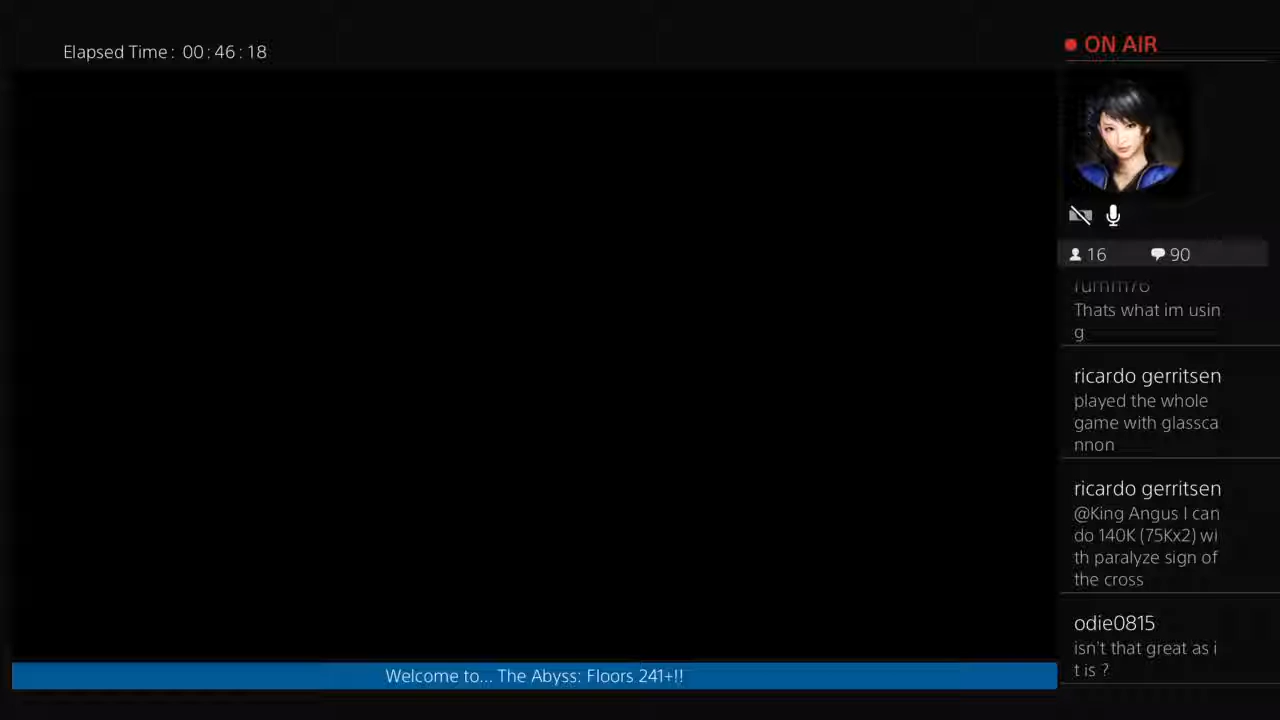 Elapsed Time: 00:46:18
ON AIR
16 90
rumm76
Thats what im usin
g
ricardo gerritsen
played the whole
game with glassca
nnon
ricardo gerritsen
@King Angus I can
do 140K (75Kx2) wi
th paralyze sign of
the cross
odie0815
isn't that great as i
t is ?
Welcome to... The Abyss: Floors 241+!!